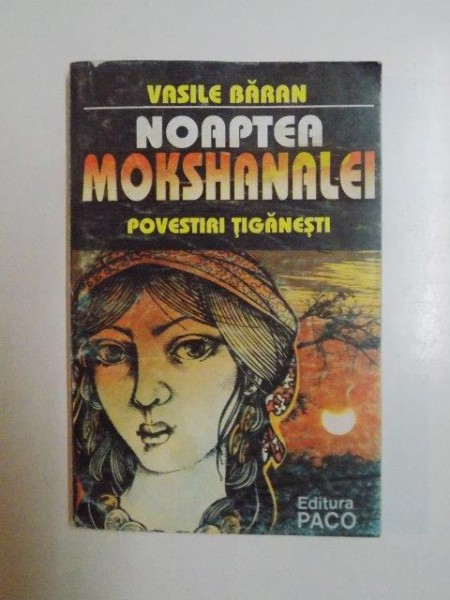 VASILE BĂRAN
NOAPTEA
MOKSHANALEI
POVESTIRI ȚIGĂNEȘTI
Editura
PACO